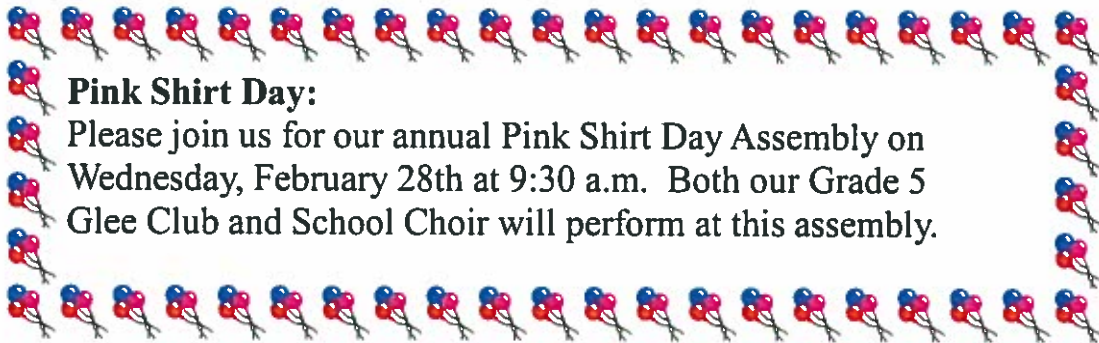 Pink Shirt Day:
Please join us for our annual Pink Shirt Day Assembly on
Wednesday, February 28th at 9:30 a.m.  Both our Grade 5
Glee Club and School Choir will perform at this assembly.